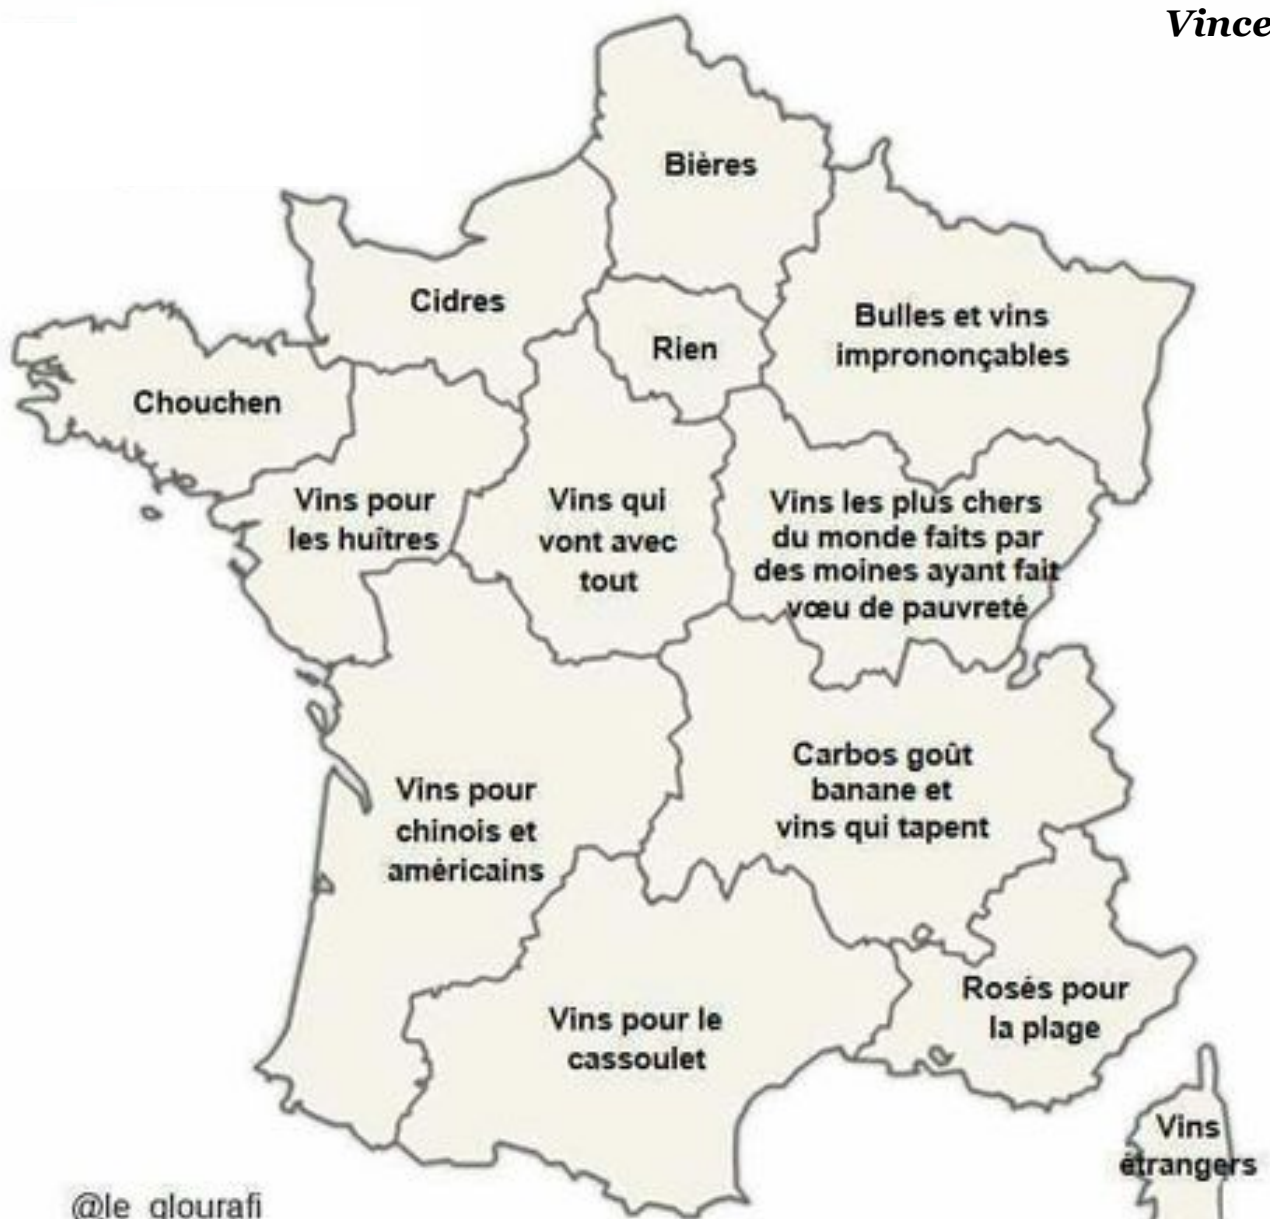 Vince
Bières
Cidres
Rien
Bulles et vins
imprononçables
Chouchen
Vins pour
les huîtres
Vins qui
vont avec
tout
Vins les plus chers
du monde faits par
des moines ayant fait
vœu de pauvreté
Vins pour
chinois et
américains
Carbos goût
banane et
vins qui tapent
Vins pour le
cassoulet
Rosés pour
la plage
Vins
étrangers
@le_glourafi